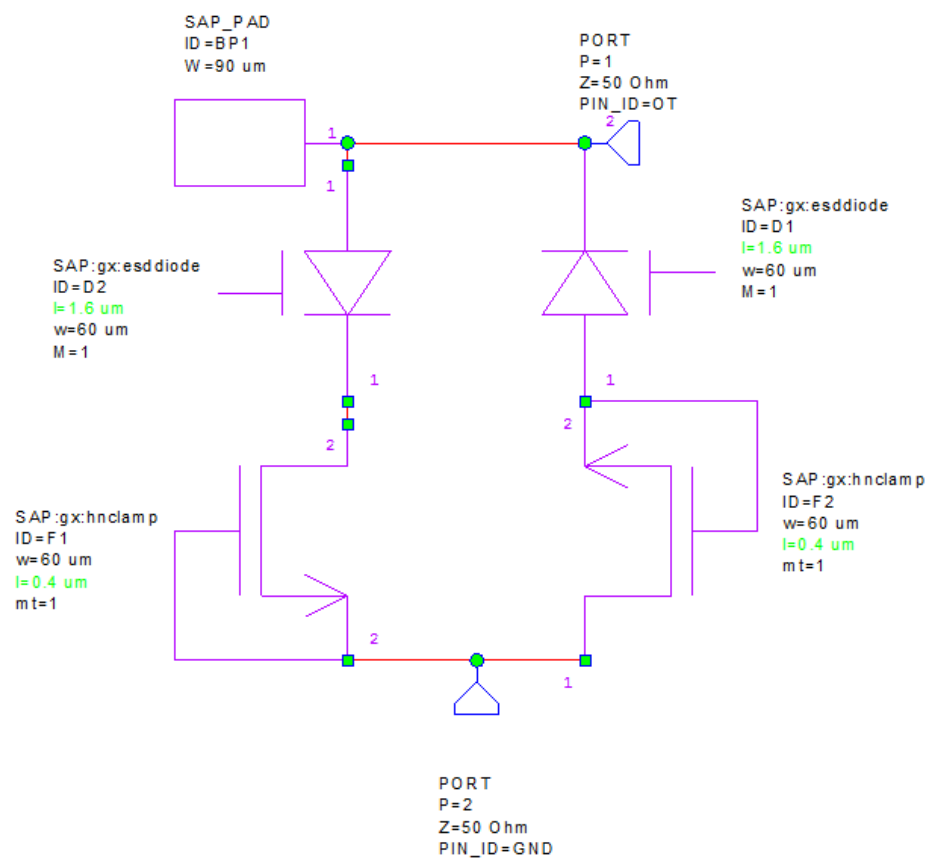 SAP_PAD
ID=BP1
W=90 um
PORT
P=1
Z=50 Ohm
PIN_ID=OT
1
2
1
SAP:gx:esddiode
ID=D2
l=1.6 um
w=60 um
M=1
SAP:gx:esddiode
ID=D1
l=1.6 um
w=60 um
M=1
1
1
2
2
SAP:gx:hnclamp
ID=F1
w=60 um
l=0.4 um
mt=1
SAP:gx:hnclamp
ID=F2
w=60 um
l=0.4 um
mt=1
2
1
PORT
P=2
Z=50 Ohm
PIN_ID=GND